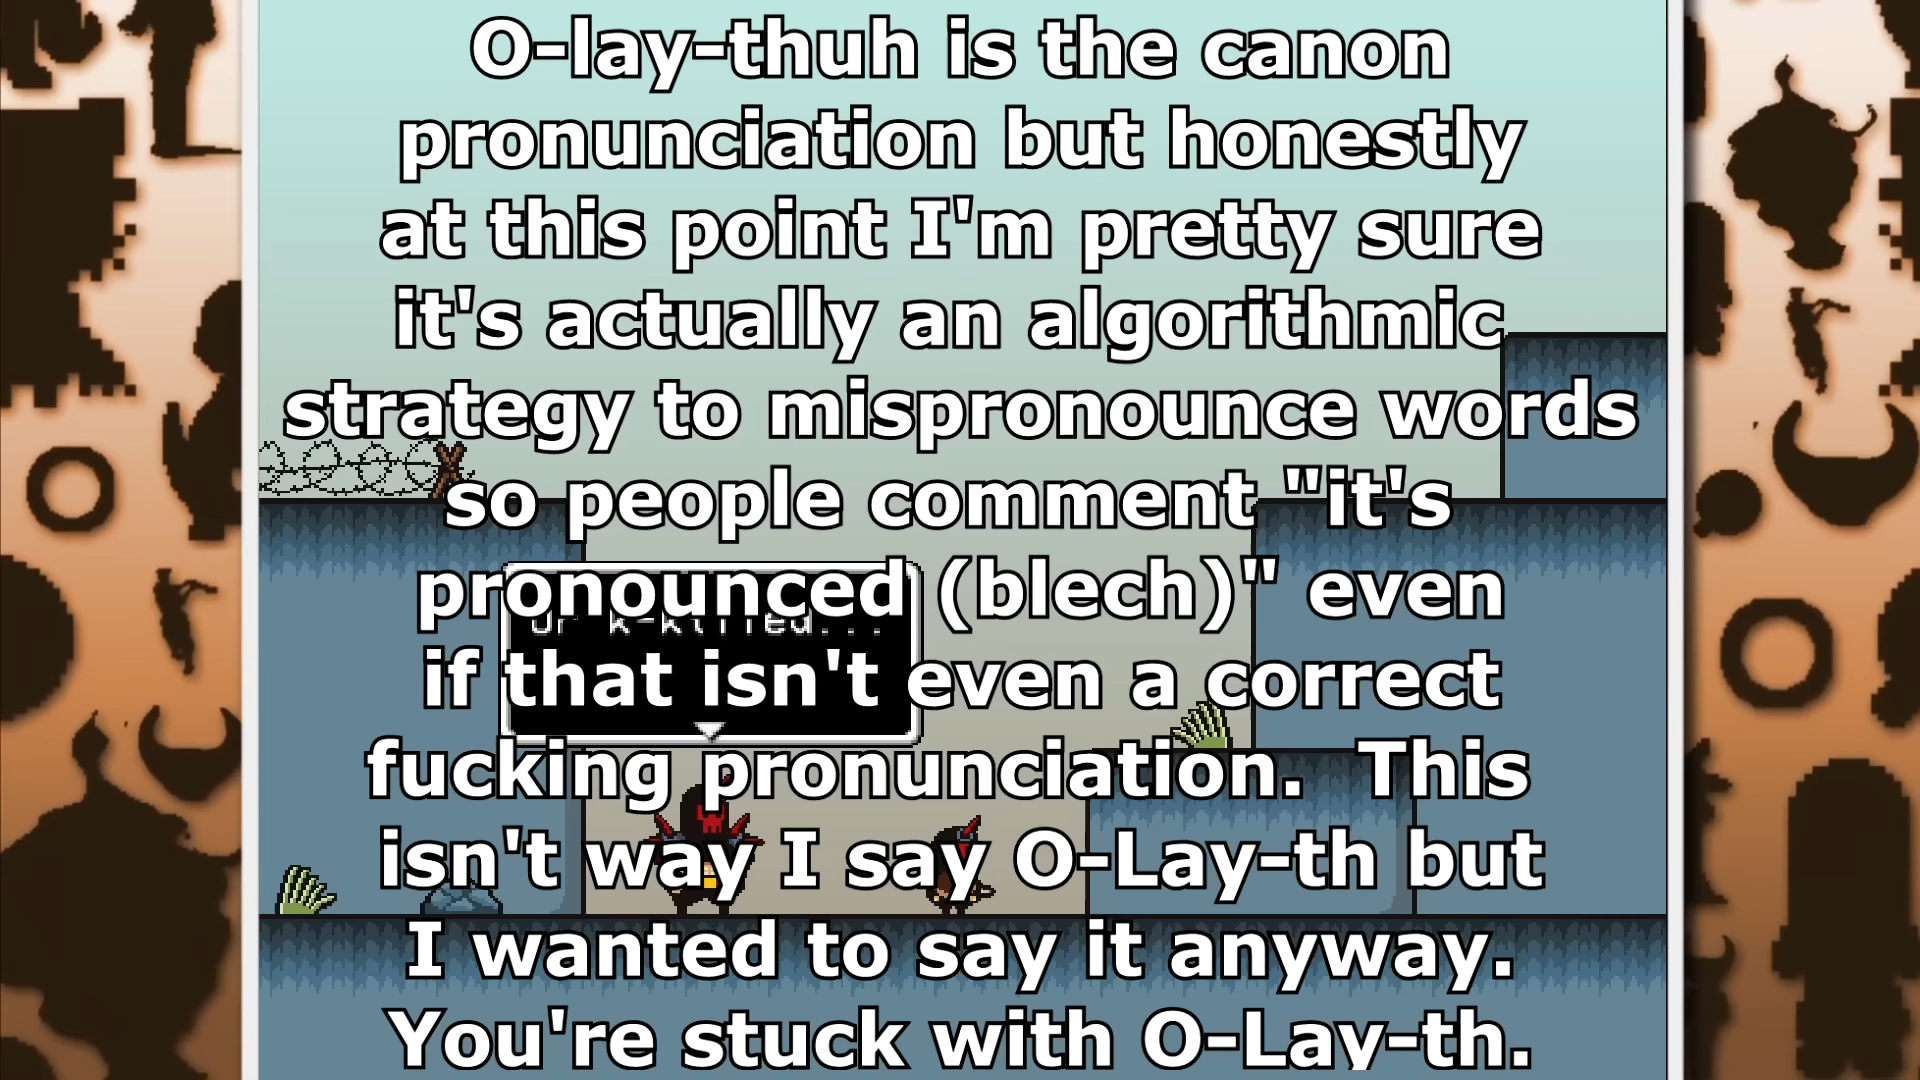 O-lay-thuh is the canon
pronunciation but honestly
at this point I'm pretty sure
it's actually an algorithmic
strategy to mispronounce words
so people comment "it's
pronounced (blech)" even
if that isn't even a correct
fucking pronunciation. This
isn't way I say O-Lay-th but
I wanted to say it anyway.
You're stuck with O-Lay-th.
Or k-killed...